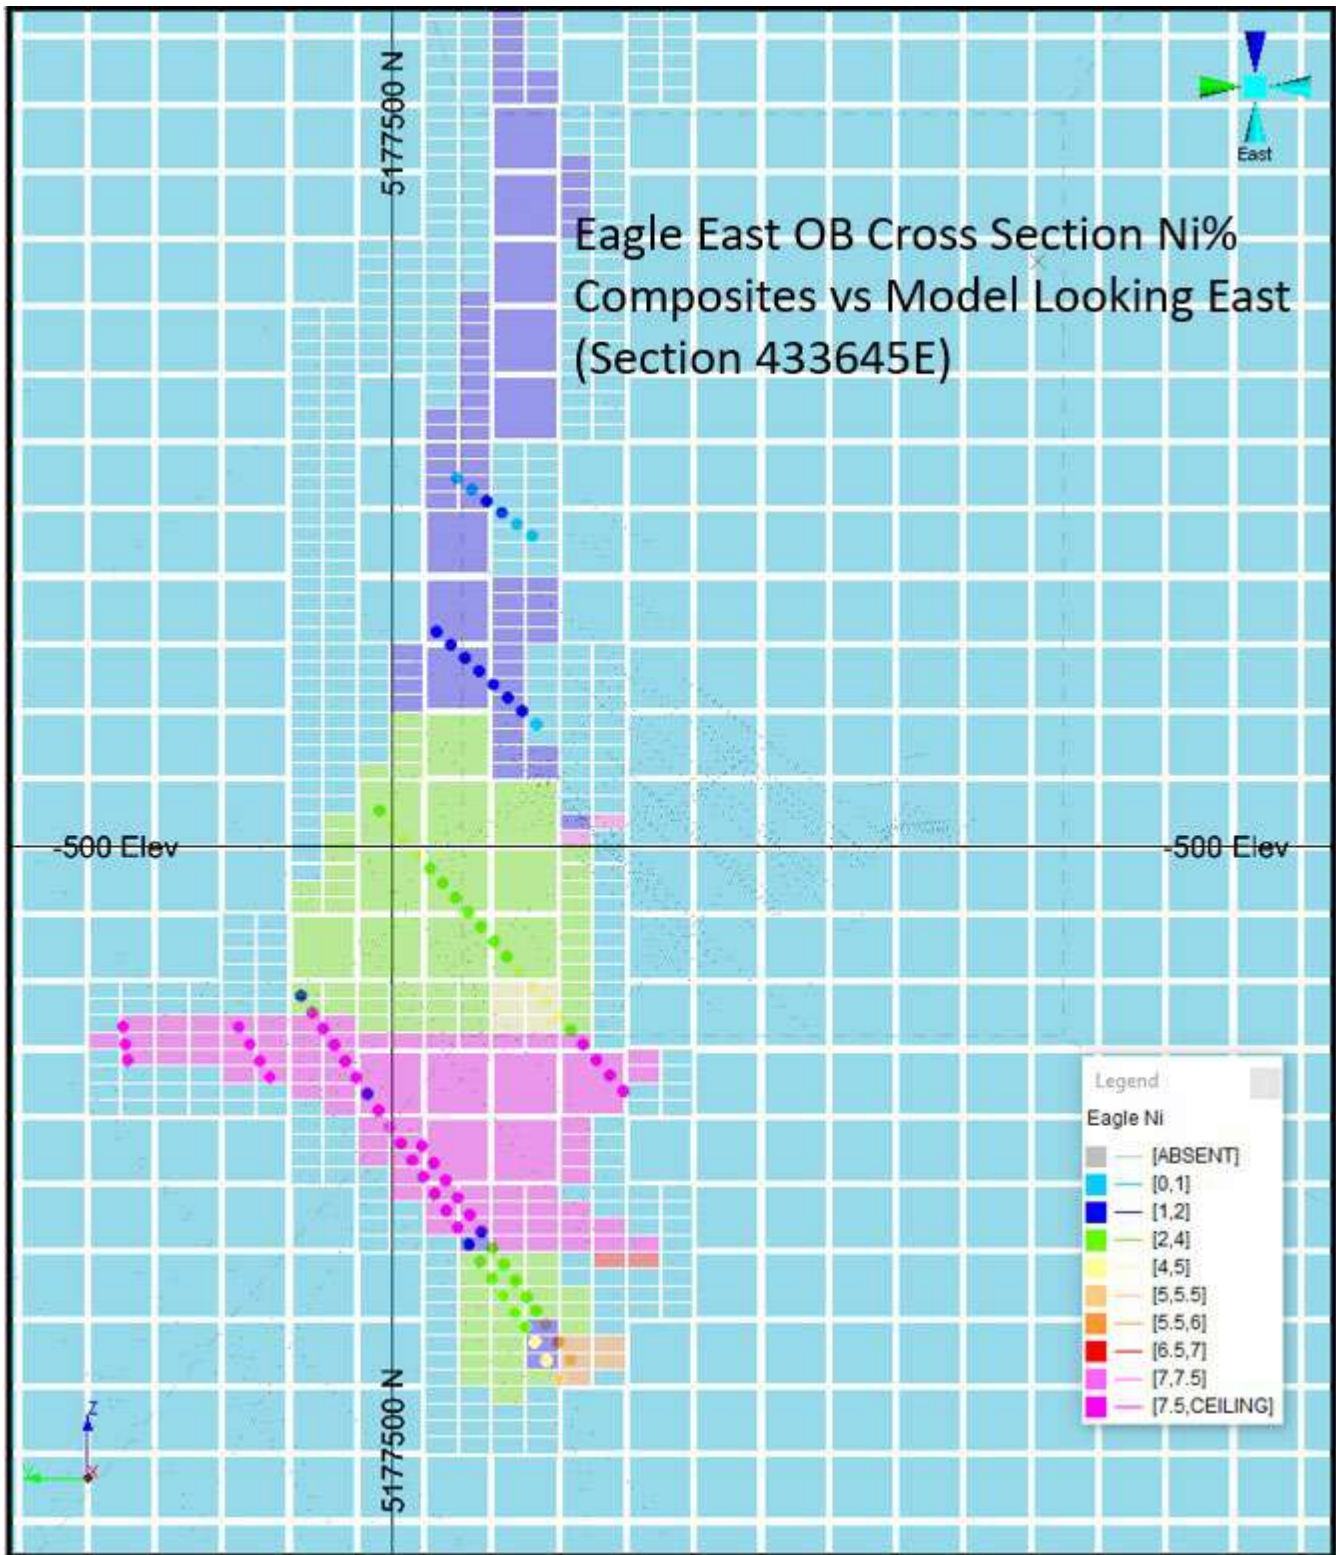 5177500 N
East
Eagle East OB Cross Section Ni%
Composites vs Model Looking East
(Section 433645E)
-500 Elev
-500 Elev
Legend
Eagle Ni
[ABSENT]
[0,1]
[1,2]
[2,4]
[4,5]
[5,5.5]
[5.5,6]
[6.5,7]
[7,7.5]
[7.5,CEILING]
5177500 N
Z
X